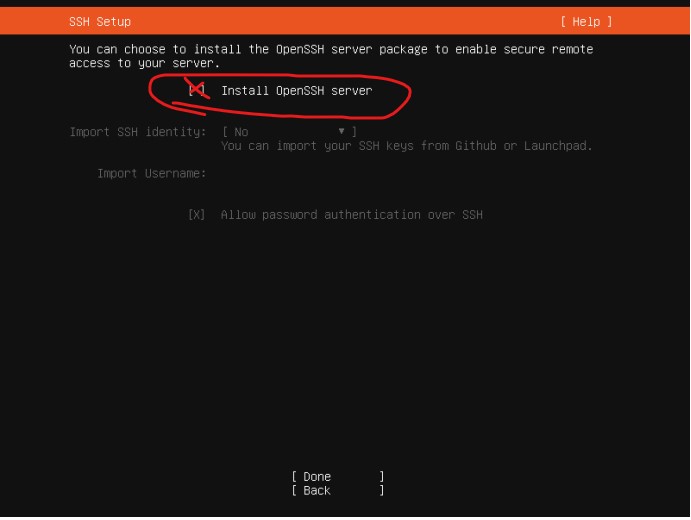 SSH Setup [ Help ]
You can choose to install the OpenSSH server package to enable secure remote
access to your server.
[X] Install OpenSSH server
Import SSH identity: [ No ▼ ]
You can import your SSH keys from Github or Launchpad.
Import Username:
[X] Allow password authentication over SSH
[ Done ]
[ Back ]